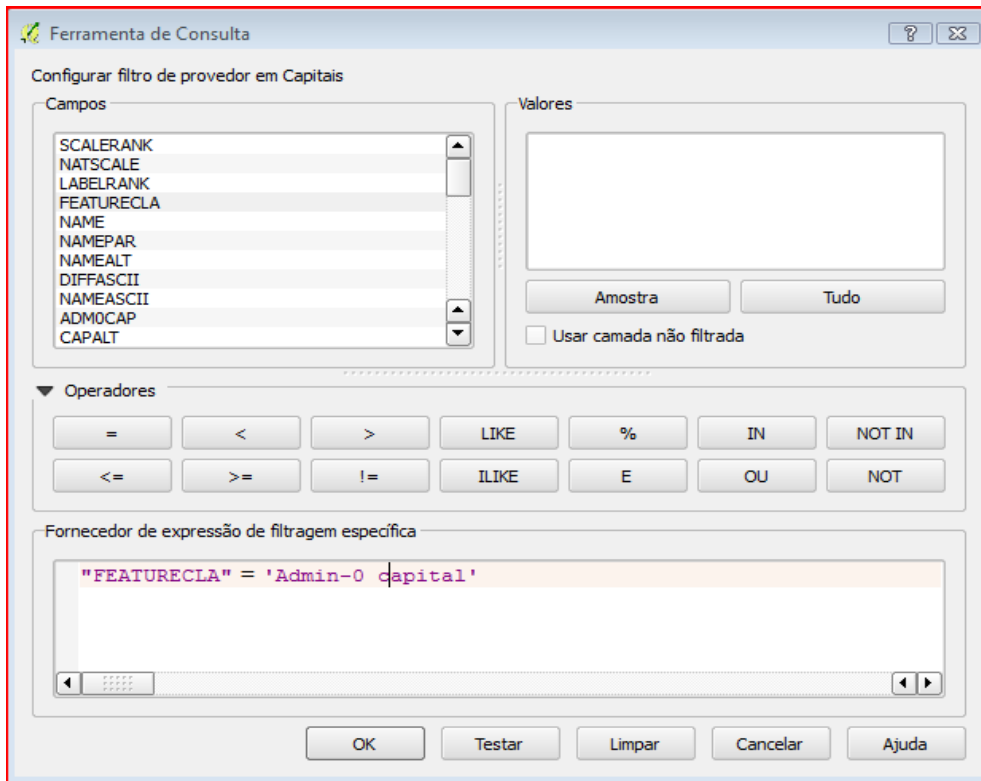 Ferramenta de Consulta
Configurar filtro de provedor em Capitais
Campos
SCALERANK
NATSCALE
LABELRANK
FEATURECLA
NAME
NAMEPAR
NAMEALT
DIFFASCII
NAMEASCII
ADM0CAP
CAPALT
Valores
Amostra Tudo
Usar camada não filtrada
Operadores
= < > LIKE % IN NOT IN
<= >= != ILIKE E OU NOT
Fornecedor de expressão de filtragem específica
"FEATURECLA" = 'Admin-0 capital'
OK Testar Limpar Cancelar Ajuda